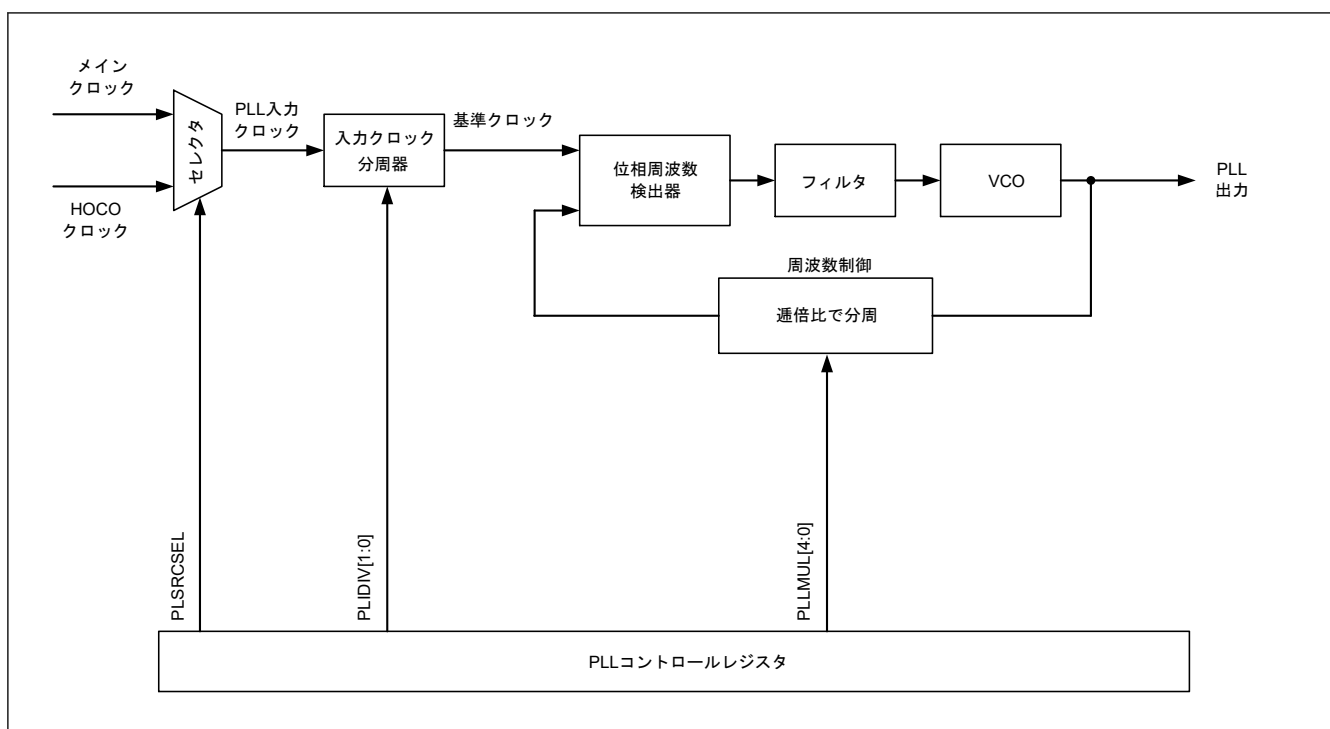 メイン
クロック
HOCO
クロック
セレクタ
PLL入力
クロック
入力クロック
分周器
基準クロック
位相周波数
検出器
フィルタ
VCO
PLL
出力
周波数制御
逓倍比で分周
PLSRCSEL
PLIDIV[1:0]
PLLMUL[4:0]
PLLコントロールレジスタ